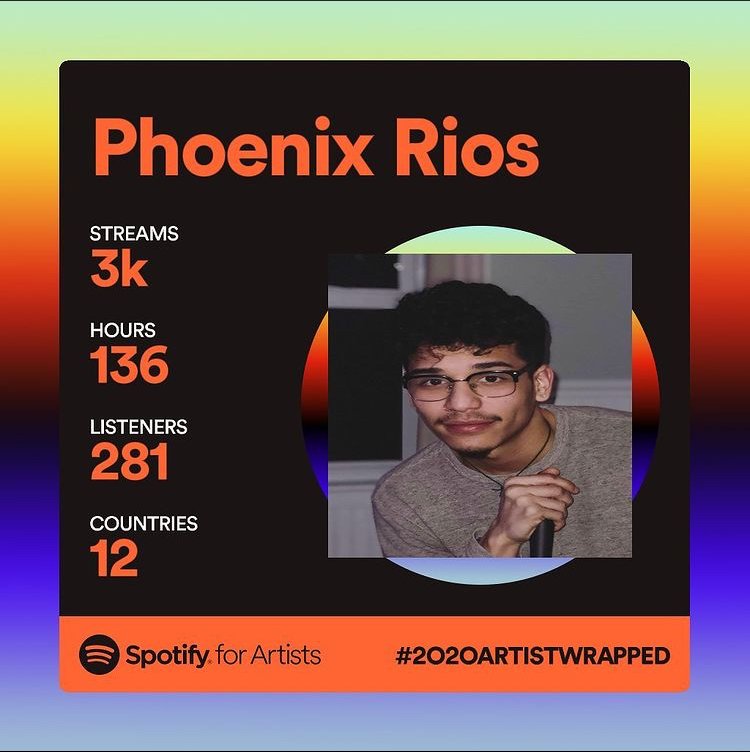 Phoenix Rios
STREAMS
3k
HOURS
136
LISTENERS
281
COUNTRIES
12
Spotify for Artists
#2020ARTISTWRAPPED